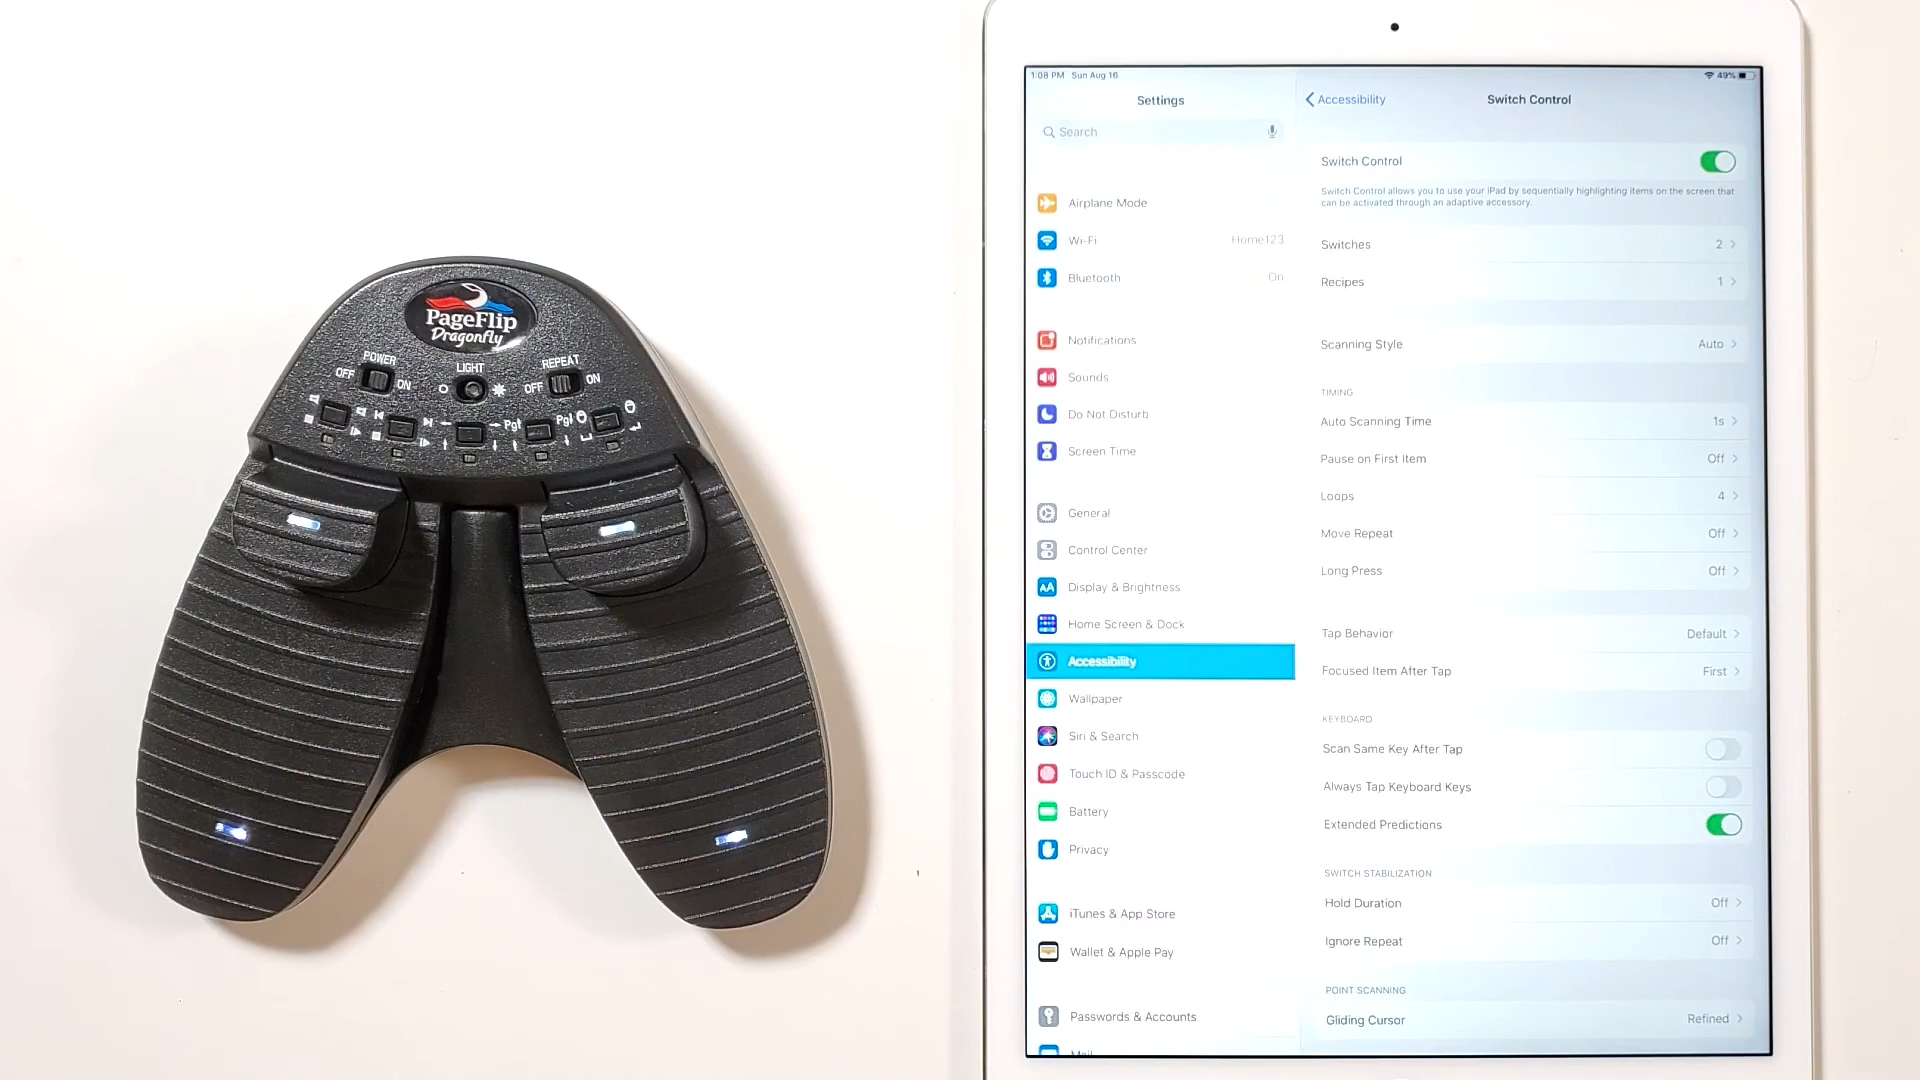 PageFlip
Dragonfly
POWER
OFF
ON
LIGHT
REPEAT
OFF
ON
Pg
Pg
1:08 PM Sun Aug 16
49%
Settings
Search
Airplane Mode
Wi-Fi Home123
Bluetooth On
Notifications
Sounds
Do Not Disturb
Screen Time
General
Control Center
AA Display & Brightness
Home Screen & Dock
Accessibility
Wallpaper
Siri & Search
Touch ID & Passcode
Battery
Privacy
iTunes & App Store
Wallet & Apple Pay
Passwords & Accounts
Mail
Accessibility
Switch Control
Switch Control
Switch Control allows you to use your iPad by sequentially highlighting items on the screen that
can be activated through an adaptive accessory.
Switches 2
Recipes 1
Scanning Style Auto
TIMING
Auto Scanning Time 1s
Pause on First Item Off
Loops 4
Move Repeat Off
Long Press Off
Tap Behavior Default
Focused Item After Tap First
KEYBOARD
Scan Same Key After Tap
Always Tap Keyboard Keys
Extended Predictions
SWITCH STABILIZATION
Hold Duration Off
Ignore Repeat Off
POINT SCANNING
Gliding Cursor Refined